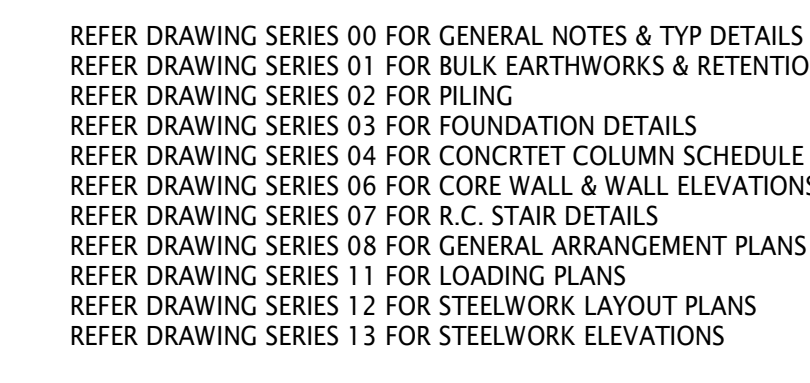 REFER DRAWING SERIES 00 FOR GENERAL NOTES & TYP DETAILS
REFER DRAWING SERIES 01 FOR BULK EARTHWORKS & RETENTIO
REFER DRAWING SERIES 02 FOR PILING
REFER DRAWING SERIES 03 FOR FOUNDATION DETAILS
REFER DRAWING SERIES 04 FOR CONCRTET COLUMN SCHEDULE
REFER DRAWING SERIES 06 FOR CORE WALL & WALL ELEVATIONS
REFER DRAWING SERIES 07 FOR R.C. STAIR DETAILS
REFER DRAWING SERIES 08 FOR GENERAL ARRANGEMENT PLANS
REFER DRAWING SERIES 11 FOR LOADING PLANS
REFER DRAWING SERIES 12 FOR STEELWORK LAYOUT PLANS
REFER DRAWING SERIES 13 FOR STEELWORK ELEVATIONS